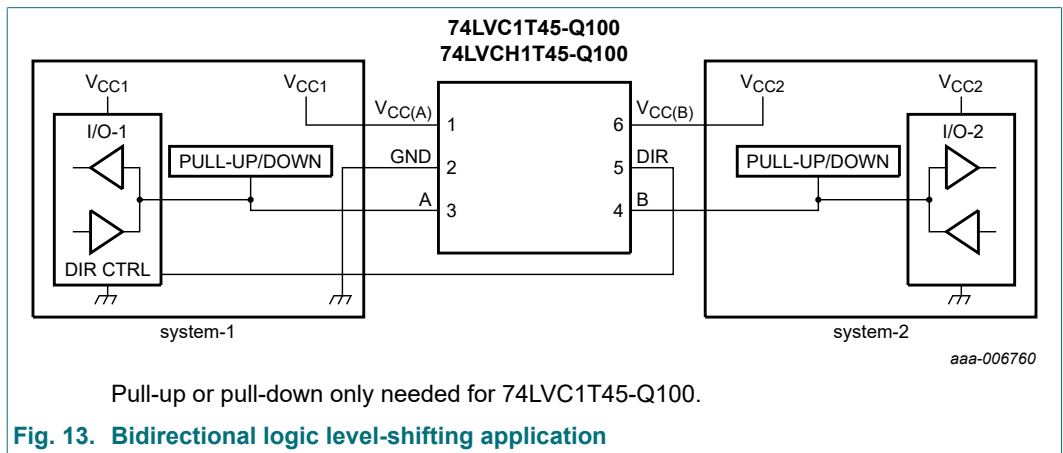 74LVC1T45-Q100
74LVCH1T45-Q100
VCC1
VCC1
VCC(A)
VCC(B)
VCC2
VCC2
I/O-1
PULL-UP/DOWN
GND
A
1
2
3
6
5
4
DIR
B
PULL-UP/DOWN
I/O-2
DIR CTRL
system-1
system-2
aaa-006760
Pull-up or pull-down only needed for 74LVC1T45-Q100.
Fig. 13. Bidirectional logic level-shifting application